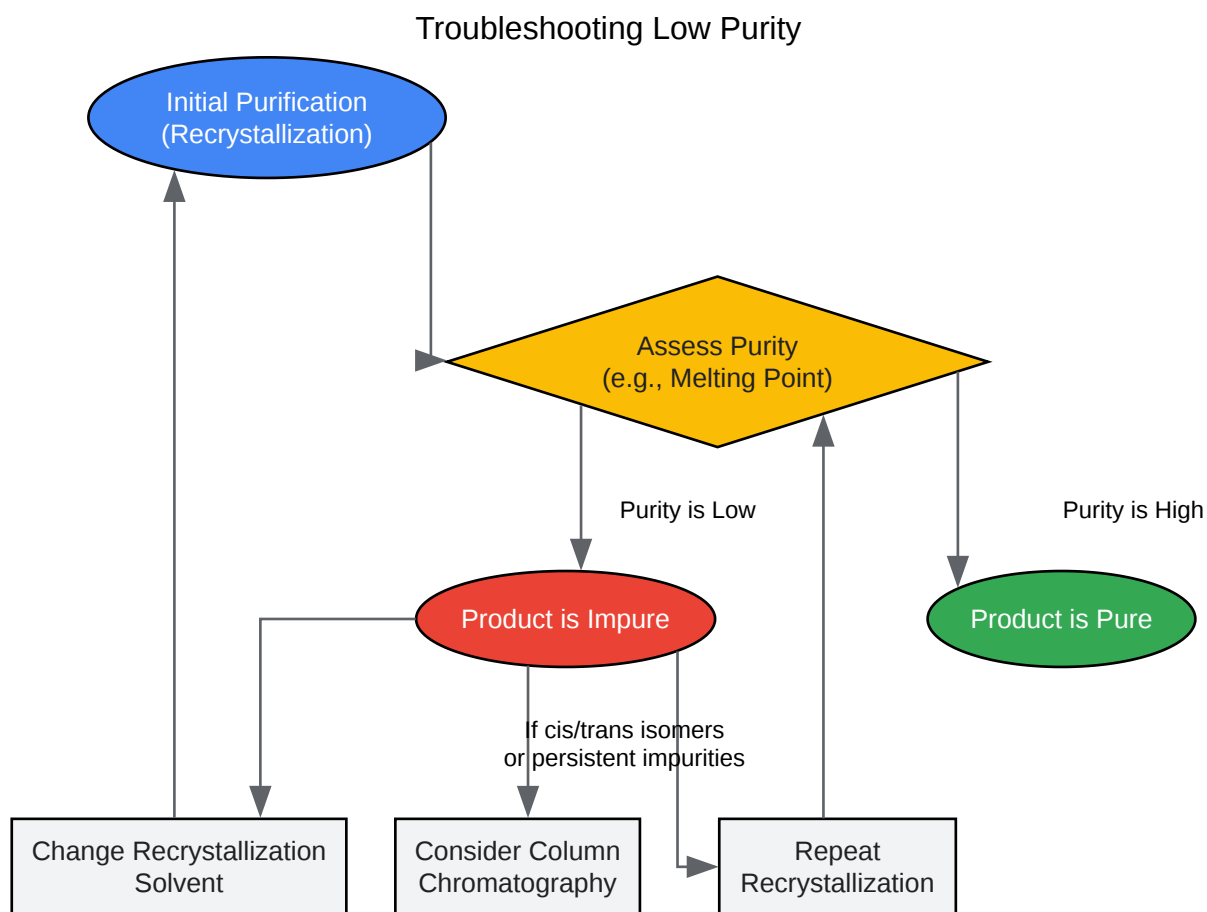 Troubleshooting Low Purity
Initial Purification
(Recrystallization)
Assess Purity
(e.g., Melting Point)
Purity is Low
Purity is High
Product is Impure
Product is Pure
If cis/trans isomers
or persistent impurities
Change Recrystallization
Solvent
Consider Column
Chromatography
Repeat
Recrystallization